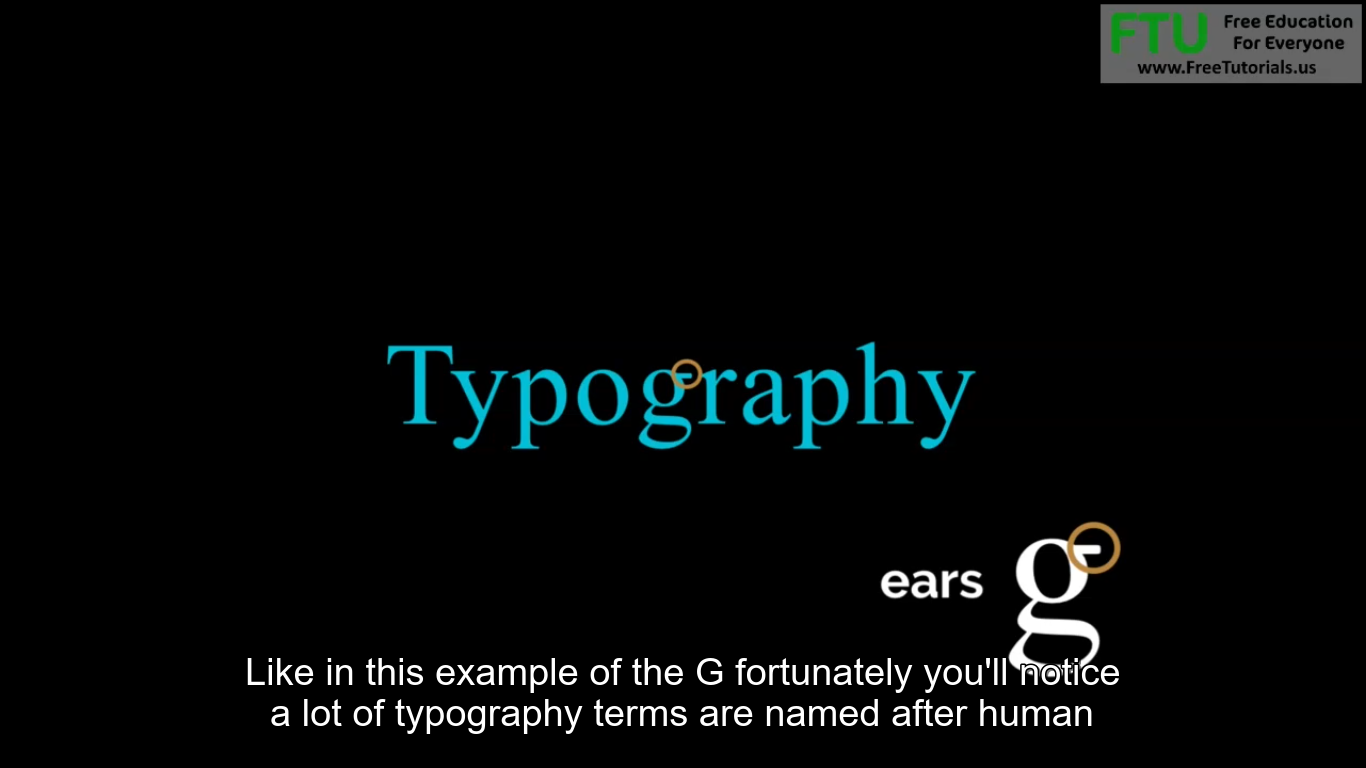 FTU
Free Education
For Everyone
www.FreeTutorials.us
Typography
ears
g
Like in this example of the G fortunately you'll notice
a lot of typography terms are named after human